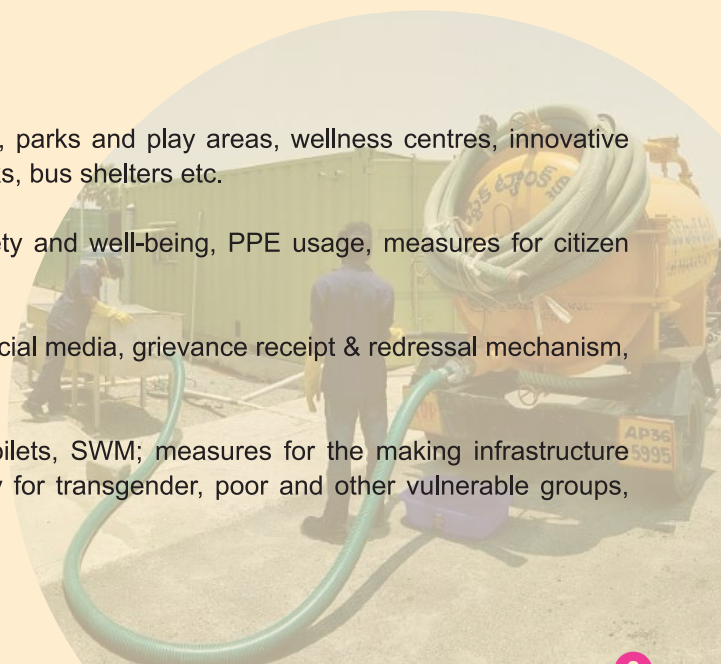 , parks and play areas, wellness centres, innovative
s, bus shelters etc.
ety and well-being, PPE usage, measures for citizen
cial media, grievance receipt & redressal mechanism,
oilets, SWM; measures for the making infrastructure
y for transgender, poor and other vulnerable groups,
AP36
5995